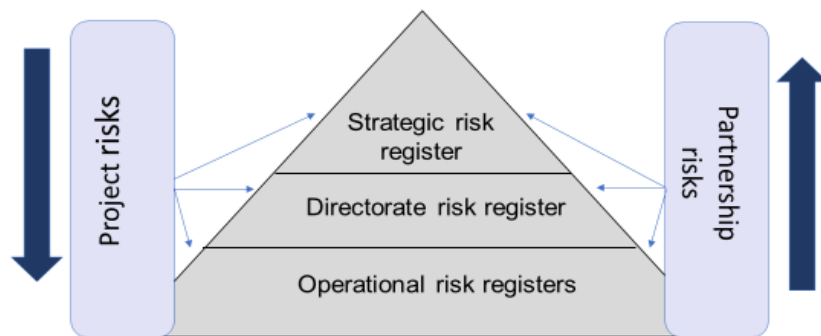 Project risks
Strategic risk
register
Directorate risk register
Operational risk registers
Partnership
risks